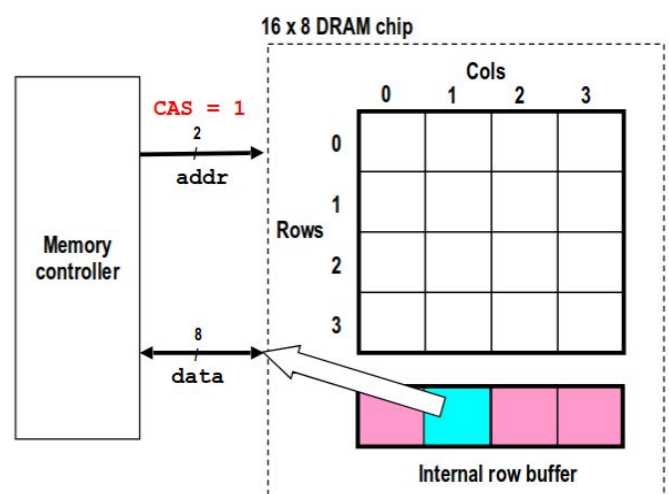 16 x 8 DRAM chip
Cols
CAS = 1
0 1 2 3
2
addr
0
1
Rows
2
3
Memory
controller
8
data
Internal row buffer